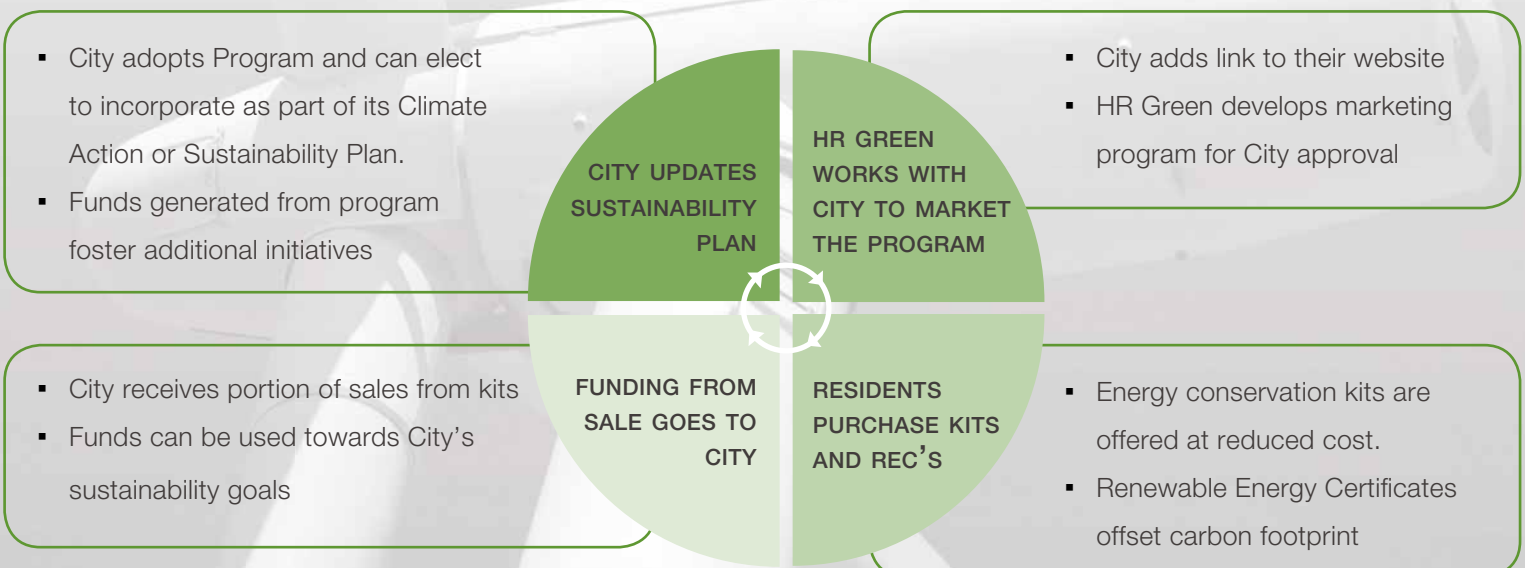 ▪ City adopts Program and can elect
to incorporate as part of its Climate
Action or Sustainability Plan.
▪ Funds generated from program
foster additional initiatives
CITY UPDATES
SUSTAINABILITY
PLAN
HR GREEN
WORKS WITH
CITY TO MARKET
THE PROGRAM
▪ City adds link to their website
▪ HR Green develops marketing
program for City approval
▪ City receives portion of sales from kits
▪ Funds can be used towards City’s
sustainability goals
FUNDING FROM
SALE GOES TO
CITY
RESIDENTS
PURCHASE KITS
AND REC’S
▪ Energy conservation kits are
offered at reduced cost.
▪ Renewable Energy Certificates
offset carbon footprint